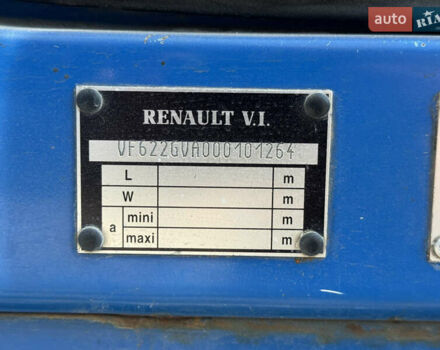 auto RIA
RENAULT V.I.
VF622GVA000101264
L m
W m
a mini m
maxi m